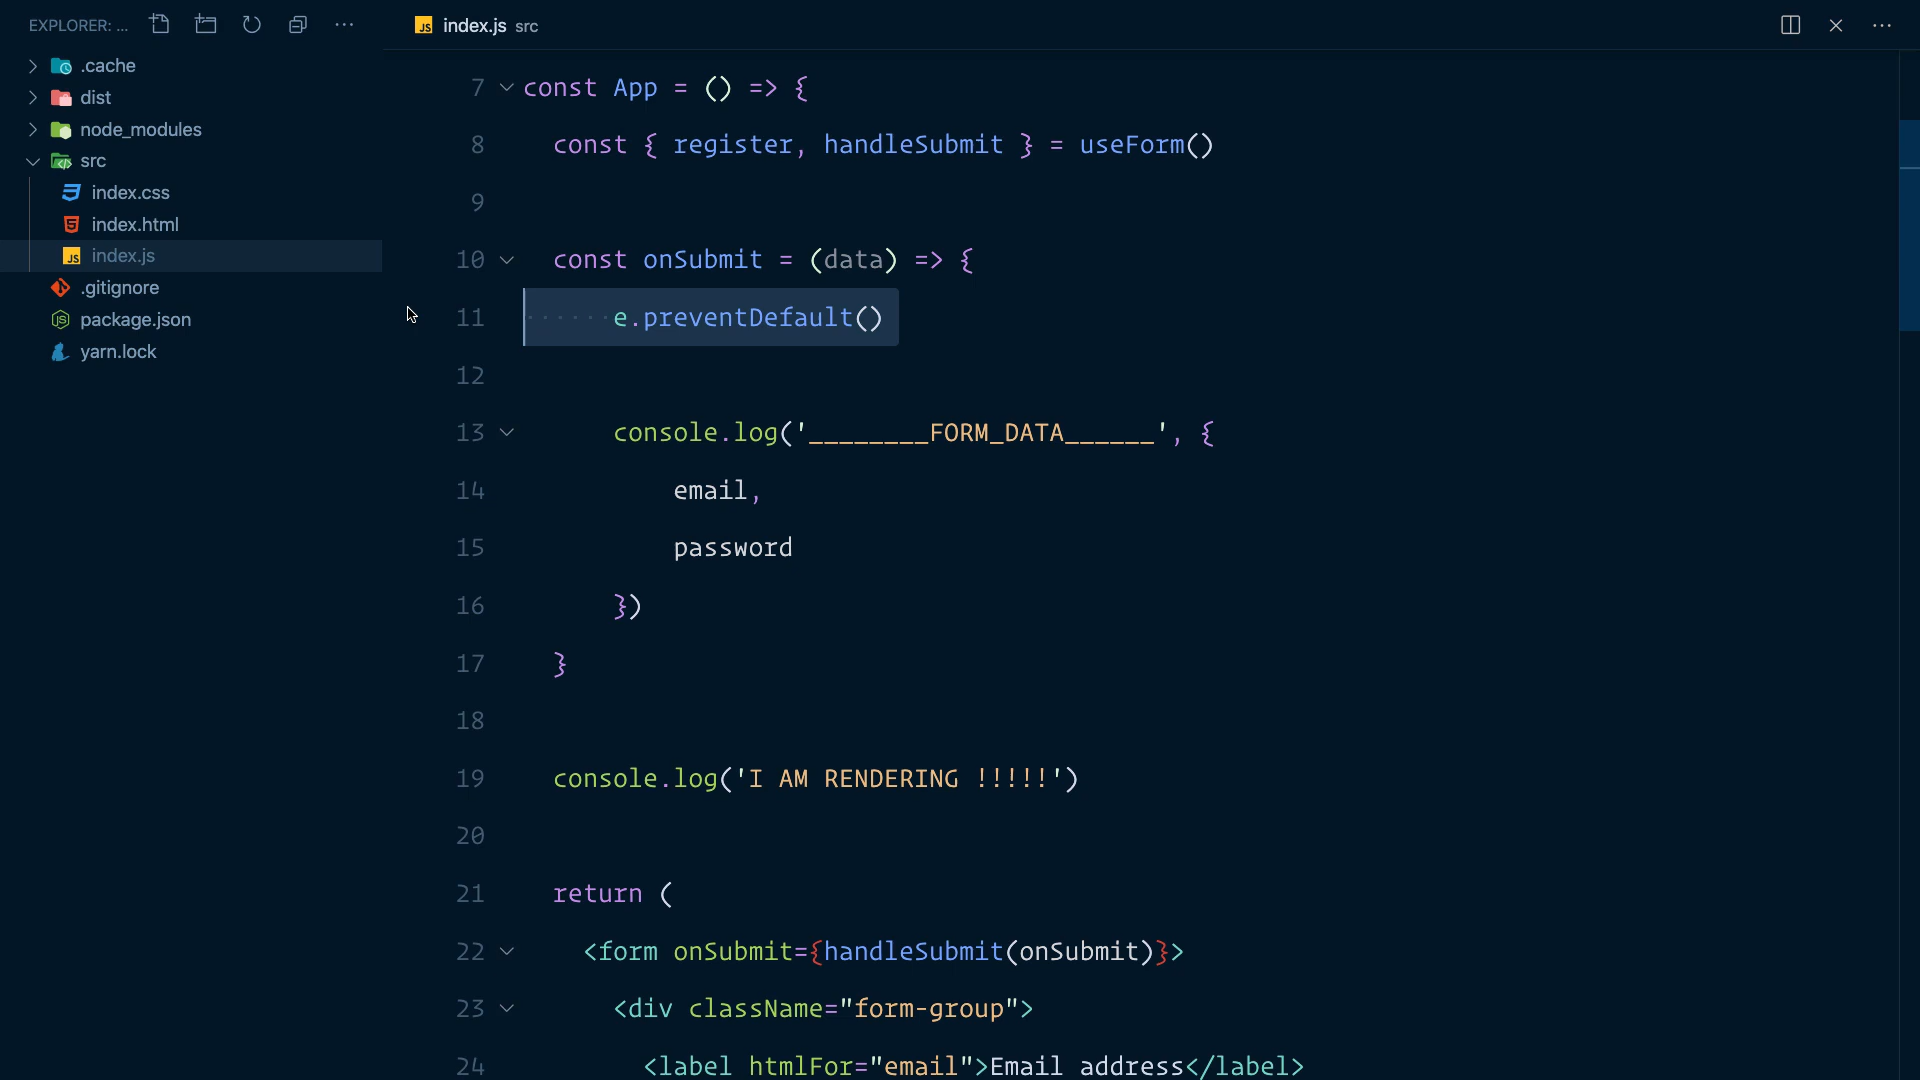 EXPLORER: ...
.cache
dist
node_modules
src
index.css
index.html
index.js
.gitignore
package.json
yarn.lock
index.js src
7 const App = () => {
8 const { register, handleSubmit } = useForm()
9
10 const onSubmit = (data) => {
11 e.preventDefault()
12
13 console.log('________FORM_DATA______', {
14 email,
15 password
16 })
17 }
18
19 console.log('I AM RENDERING !!!!!')
20
21 return (
22 <form onSubmit={handleSubmit(onSubmit)}>
23 <div className="form-group">
24 <label htmlFor="email">Email address</label>